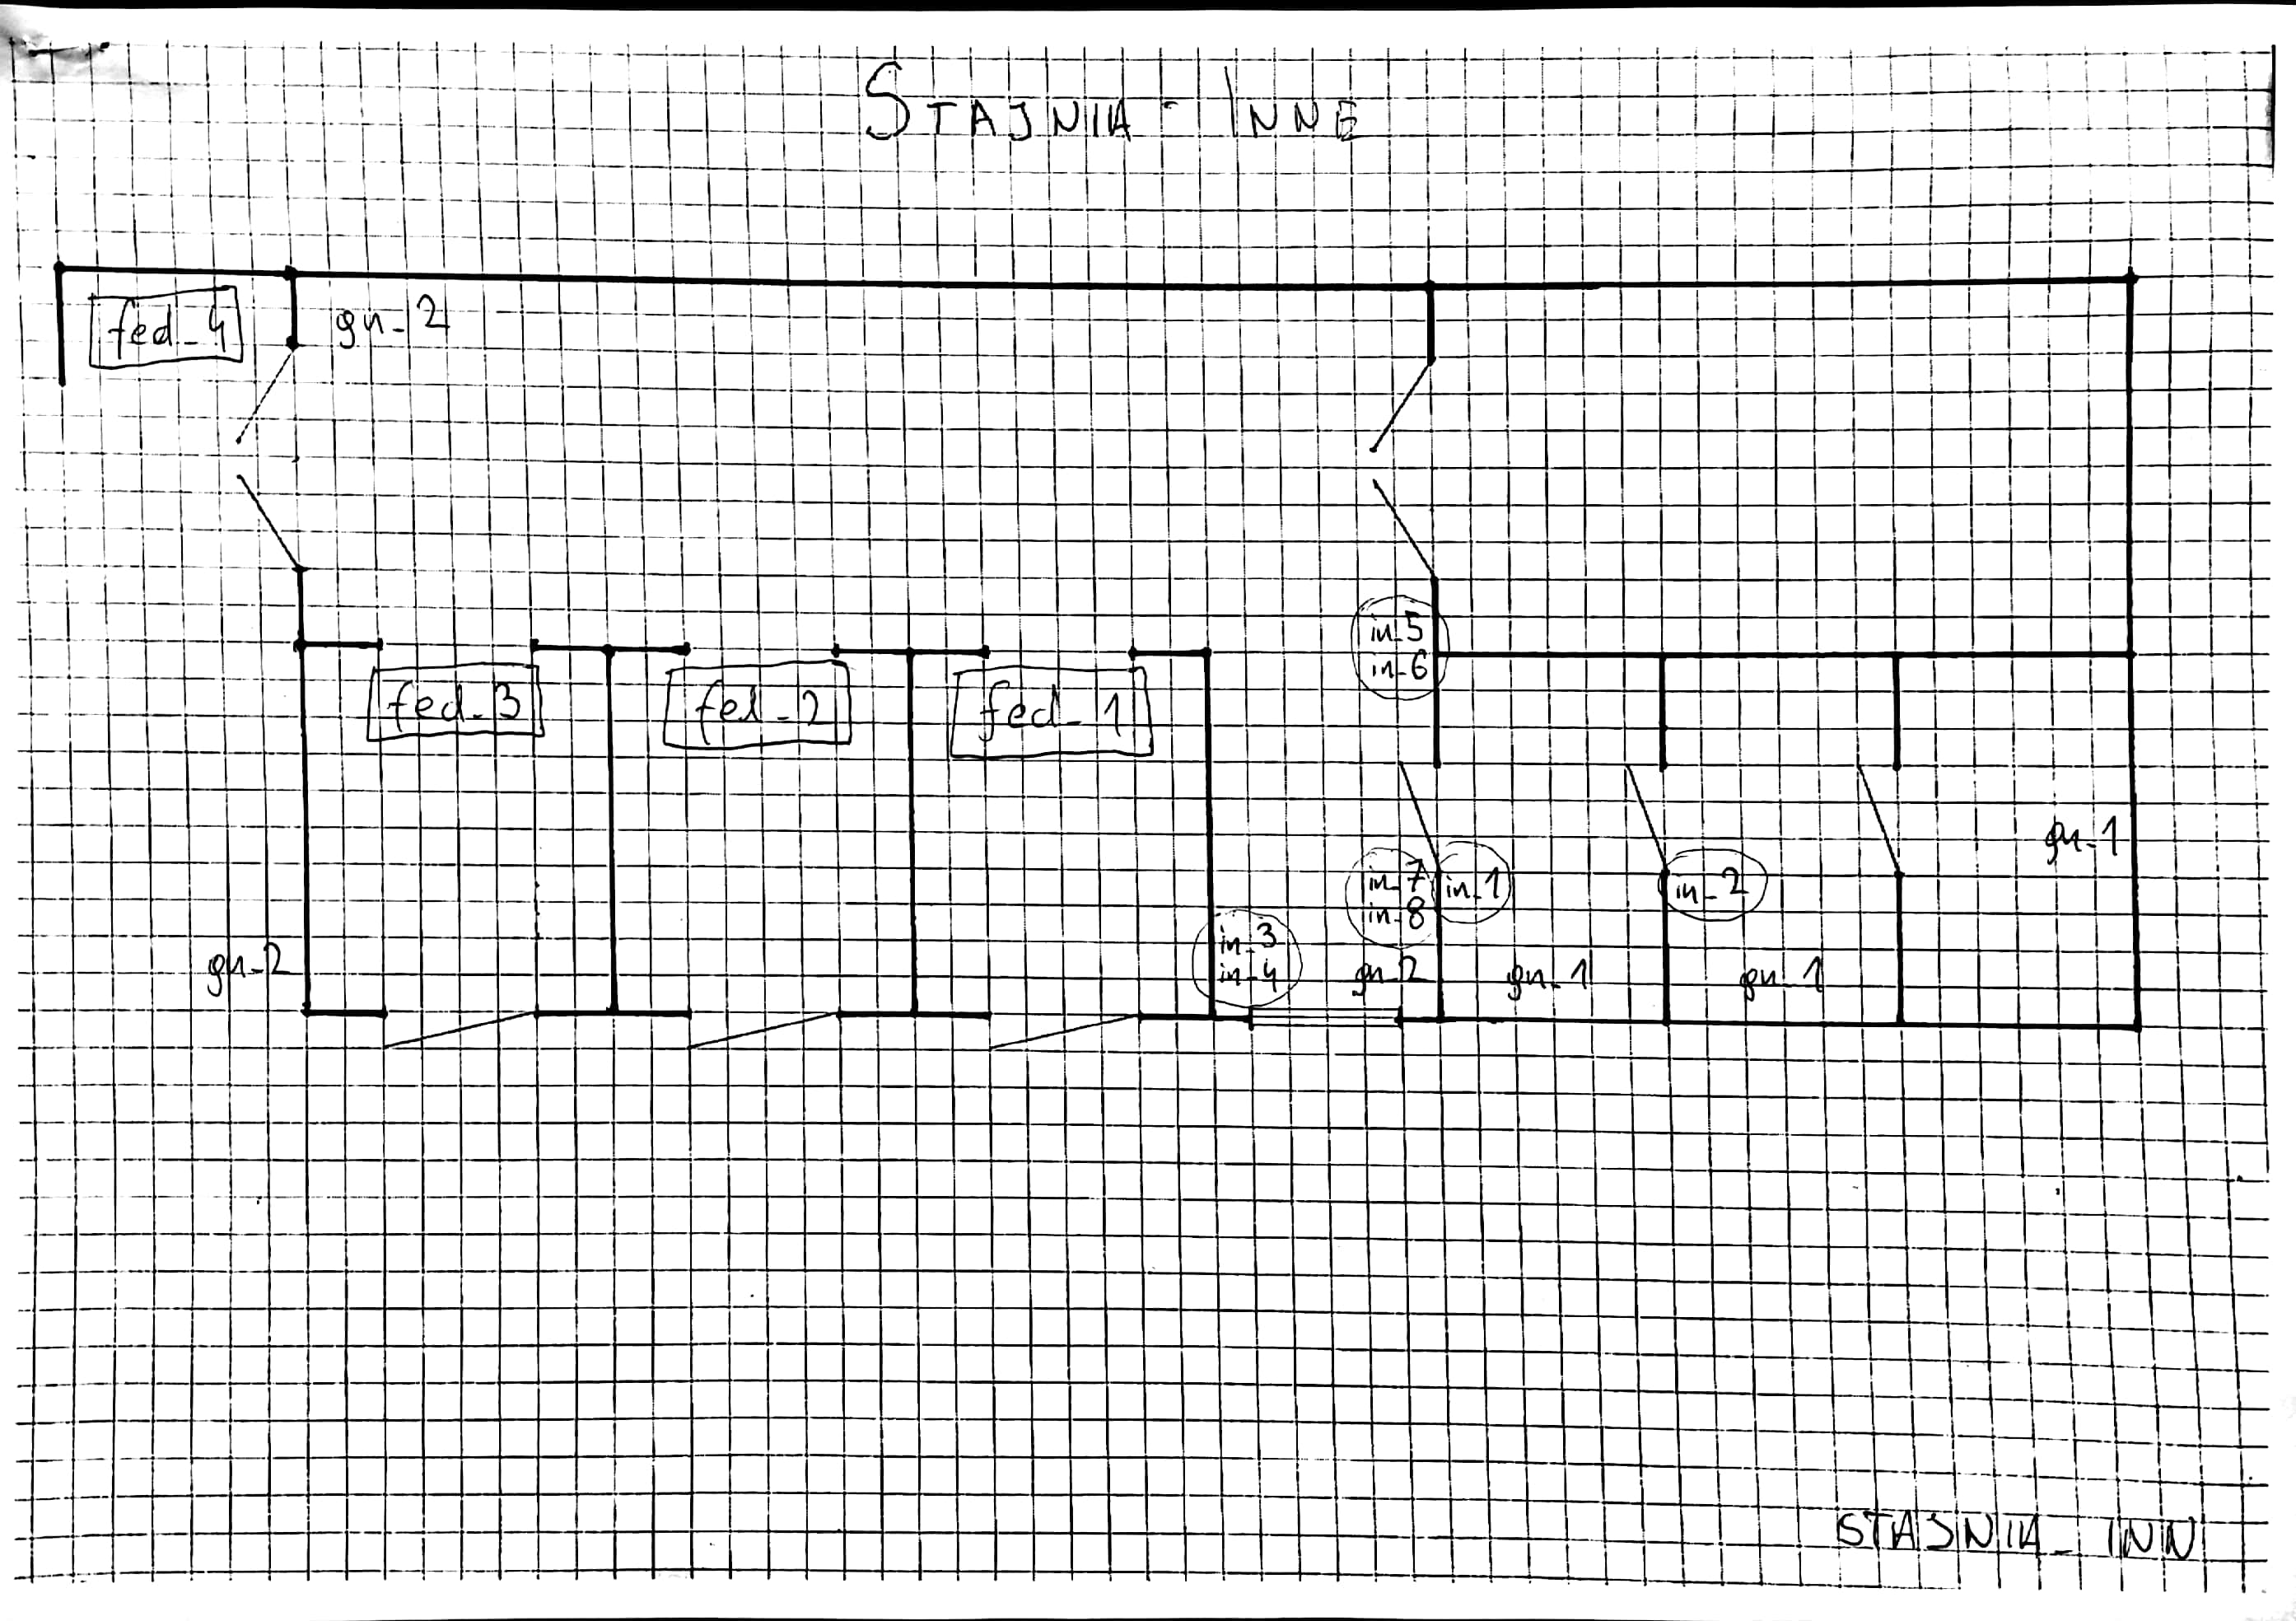 STAJNIA - INNE
fed_4
gn_2
in_5
in_6
fed_3
fed_2
fed_1
gn_1
in_7
in_8
in_1
in_2
in_3
in_4
gn_2
gn_2
gn_1
gn_1
STAJNIA_INN